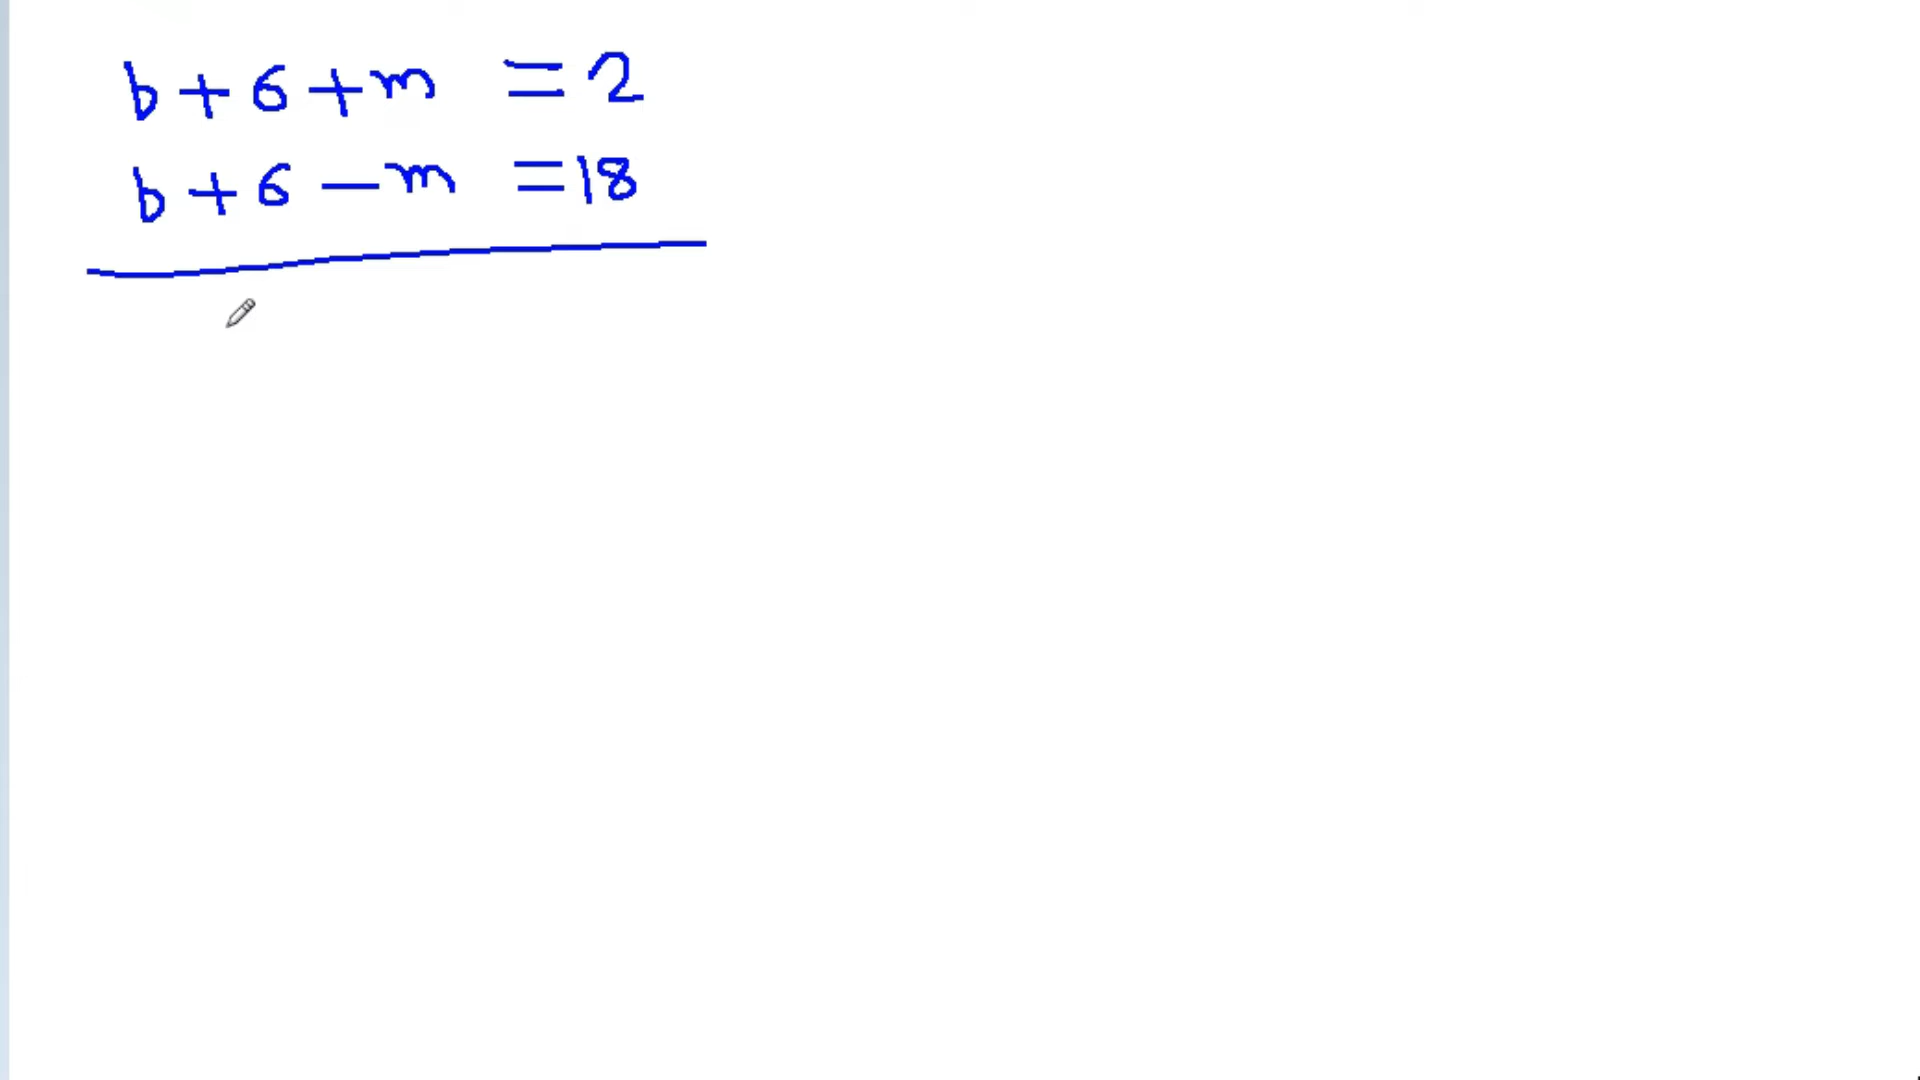 b + 6 + m = 2
b + 6 - m = 18